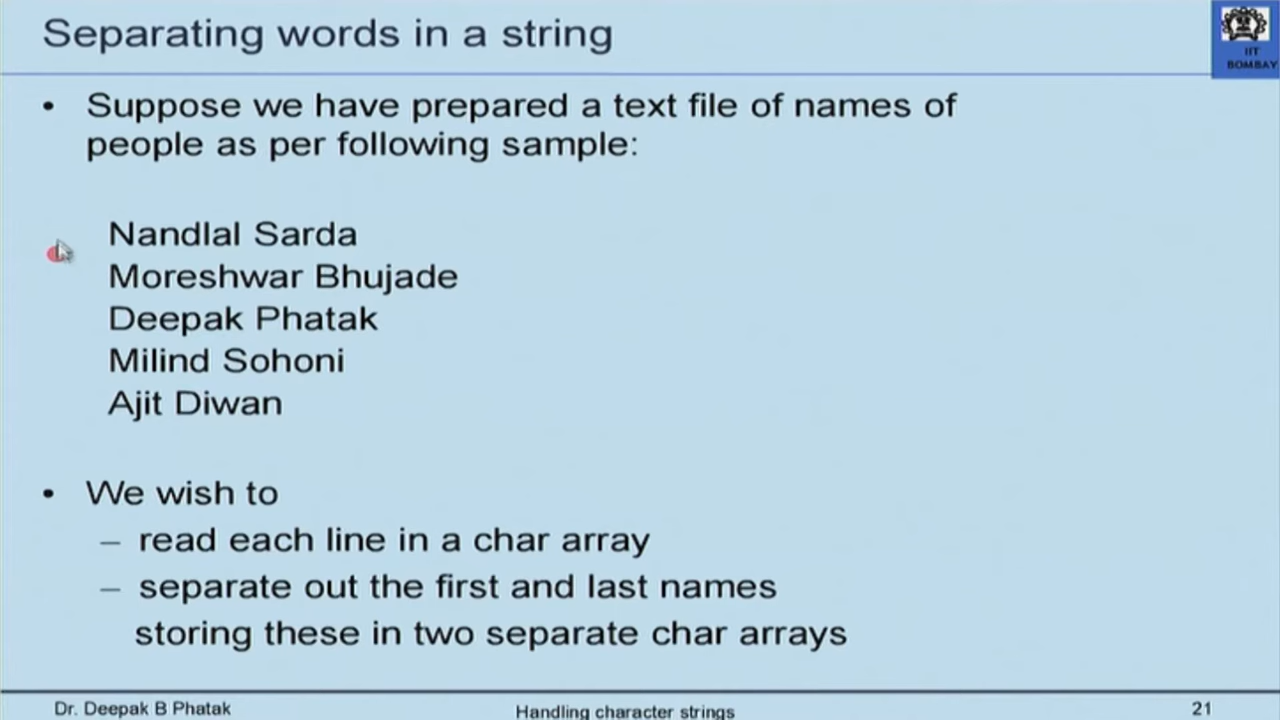 Separating words in a string
IIT
BOMBAY
• Suppose we have prepared a text file of names of
people as per following sample:
Nandlal Sarda
Moreshwar Bhujade
Deepak Phatak
Milind Sohoni
Ajit Diwan
• We wish to
– read each line in a char array
– separate out the first and last names
storing these in two separate char arrays
Dr. Deepak B Phatak
Handling character strings
21